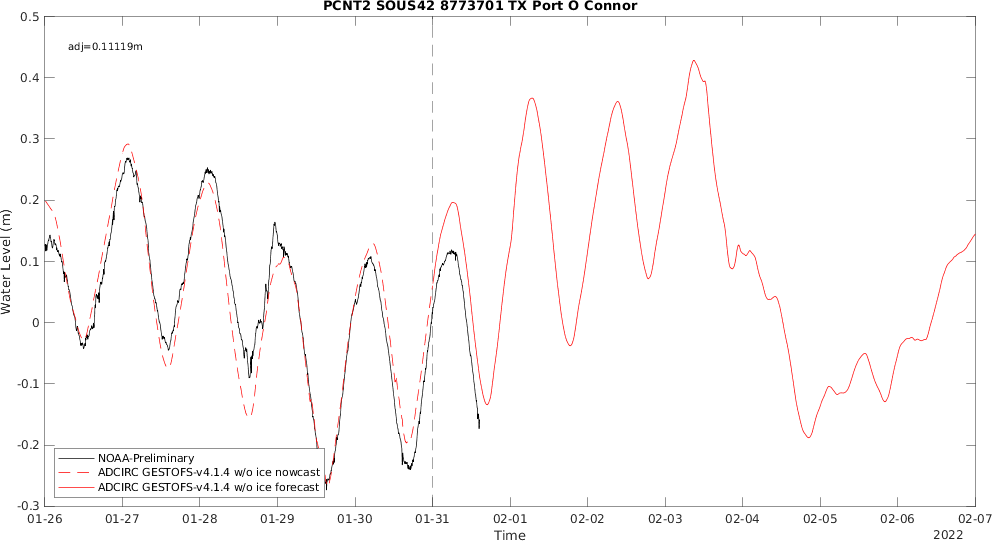 PCNT2 SOUS42 8773701 TX Port O Connor
adj=0.11119m
0.5
0.4
0.3
0.2
0.1
0
-0.1
-0.2
-0.3
Water Level (m)
NOAA-Preliminary
ADCIRC GESTOFS-v4.1.4 w/o ice nowcast
ADCIRC GESTOFS-v4.1.4 w/o ice forecast
01-26 01-27 01-28 01-29 01-30 01-31 02-01 02-02 02-03 02-04 02-05 02-06 02-07
Time
2022